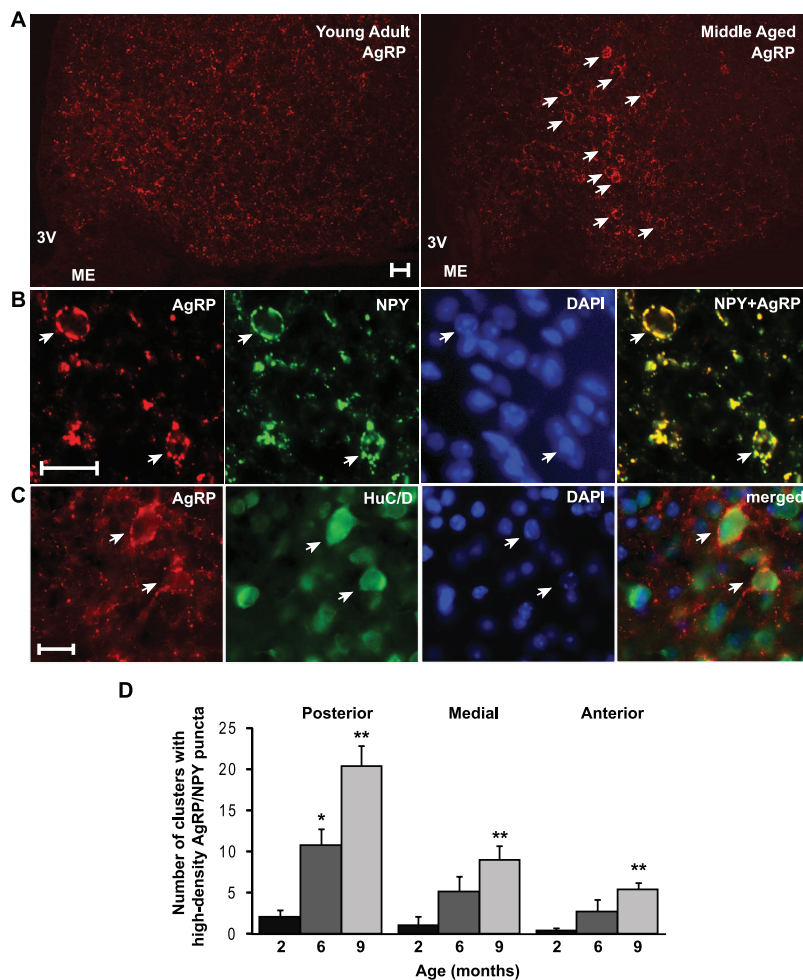 A
Young Adult
AgRP
Middle Aged
AgRP
3V
ME
3V
ME
B
AgRP
NPY
DAPI
NPY+AgRP
C
AgRP
HuC/D
DAPI
merged
D
Posterior
Medial
Anterior
Number of clusters with
high-density AgRP/NPY puncta
25
20
15
10
5
0
*
**
**
**
2 6 9 2 6 9 2 6 9
Age (months)